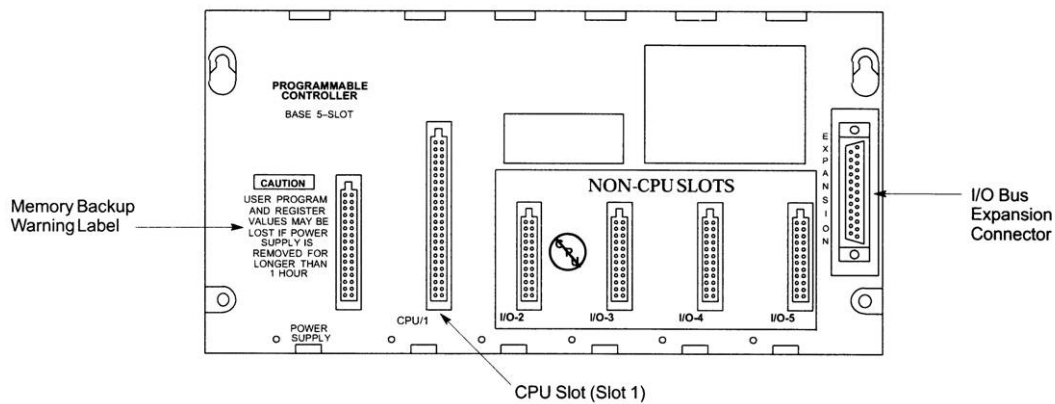 PROGRAMMABLE
CONTROLLER
BASE 5-SLOT
CAUTION
USER PROGRAM
AND REGISTER
VALUES MAY BE
LOST IF POWER
SUPPLY IS
REMOVED FOR
LONGER THAN
1 HOUR
POWER
SUPPLY
CPU/1
NON-CPU SLOTS
CPU
I/O-2
I/O-3
I/O-4
I/O-5
EXPANSION
Memory Backup
Warning Label
I/O Bus
Expansion
Connector
CPU Slot (Slot 1)